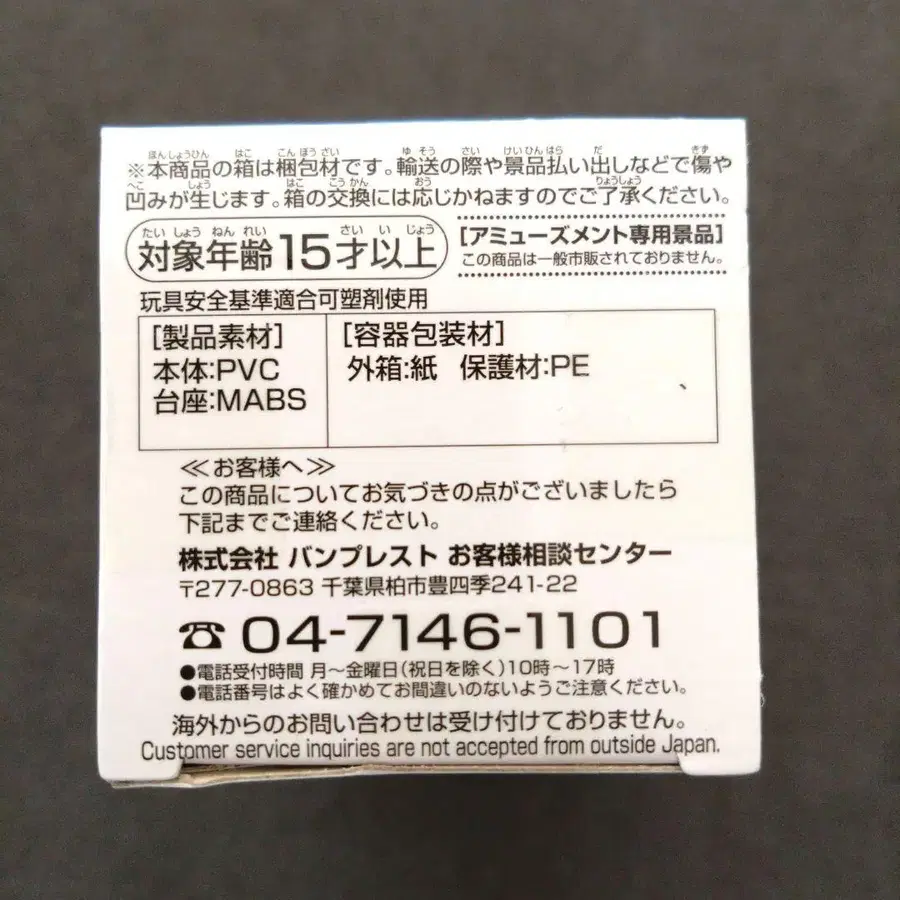 ※本商品の箱は梱包材です。輸送の際や景品払い出しなどで傷や
凹みが生じます。箱の交換には応じかねますのでご了承ください。
対象年齢15才以上
[アミューズメント専用景品]
この商品は一般市販されておりません。
玩具安全基準適合可塑剤使用
[製品素材]
本体:PVC
台座:MABS
[容器包装材]
外箱:紙 保護材:PE
≪お客様へ≫
この商品についてお気づきの点がございましたら
下記までご連絡ください。
株式会社 バンプレスト お客様相談センター
〒277-0863 千葉県柏市豊四季241-22
☎ 04-7146-1101
●電話受付時間 月~金曜日(祝日を除く)10時~17時
●電話番号はよく確かめてお間違いのないようご注意ください。
海外からのお問い合わせは受け付けておりません。
Customer service inquiries are not accepted from outside Japan.